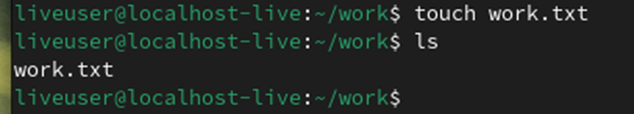 liveuser@localhost-live:~/work$ touch work.txt
liveuser@localhost-live:~/work$ ls
work.txt
liveuser@localhost-live:~/work$